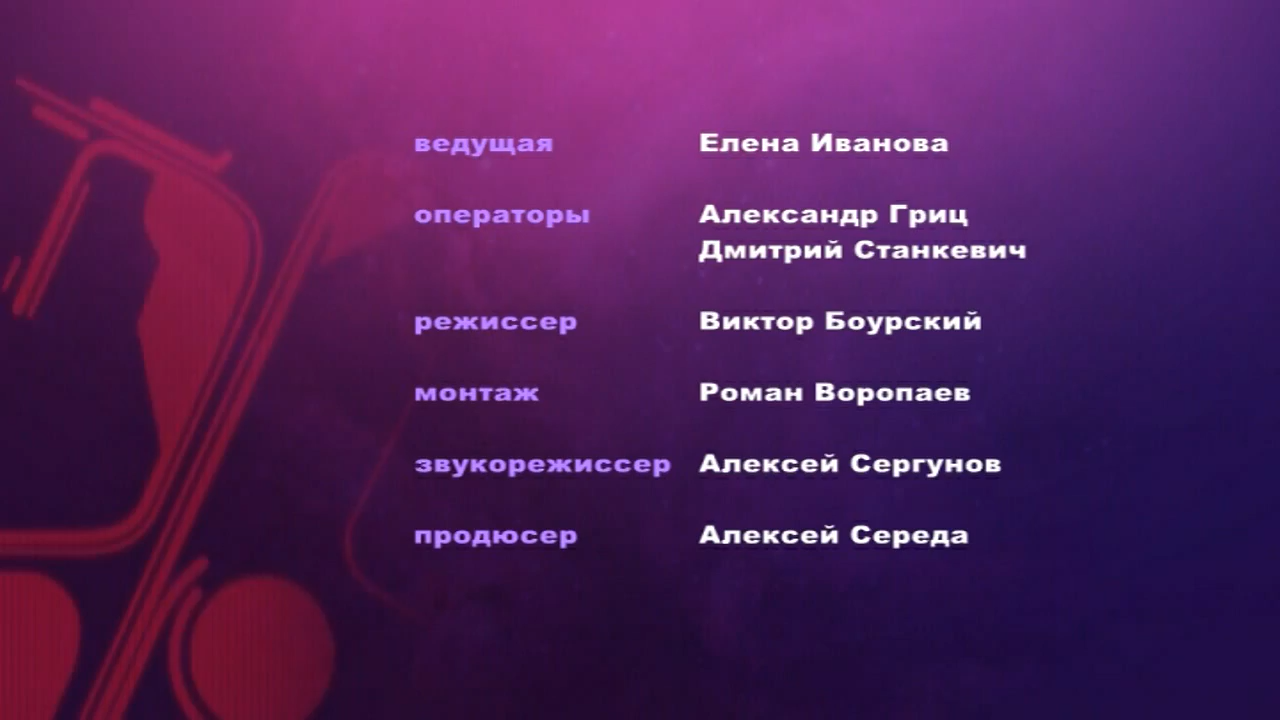 ведущая Елена Иванова
операторы Александр Гриц
Дмитрий Станкевич
режиссер Виктор Боурский
монтаж Роман Воропаев
звукорежиссер Алексей Сергунов
продюсер Алексей Середа